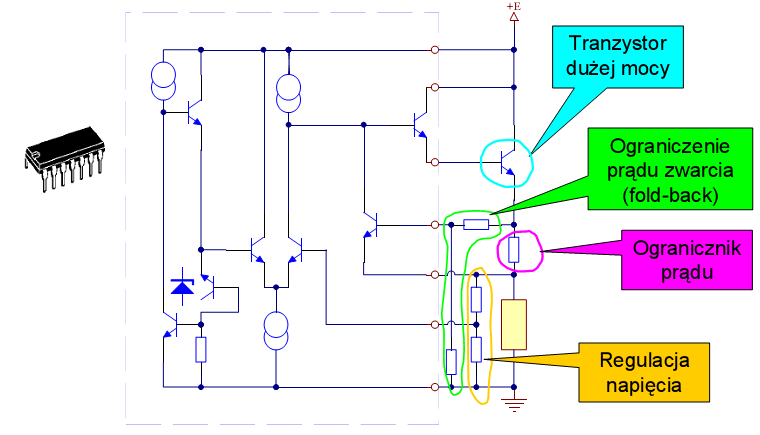 +E
Tranzystor
dużej mocy
Ograniczenie
prądu zwarcia
(fold-back)
Ogranicznik
prądu
Regulacja
napięcia